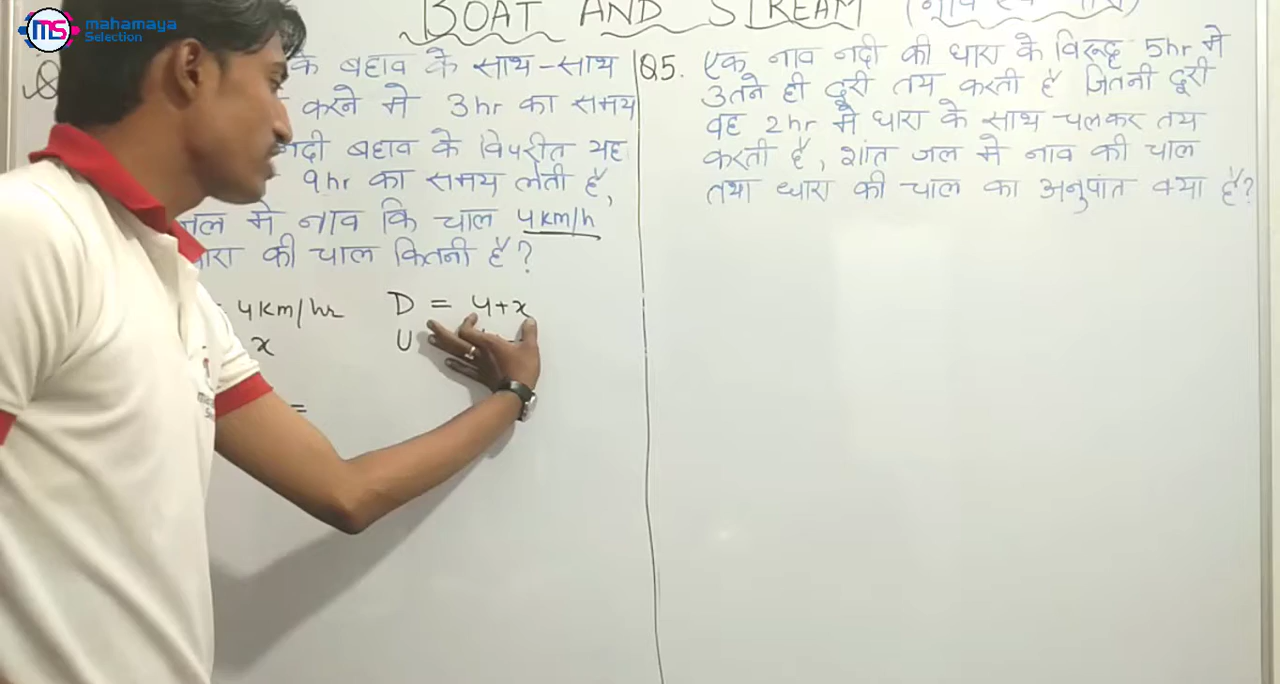 mahamaya
Selection
BOAT AND STREAM
के बहाव के साथ-साथ
करने मे 3hr का समय
नदी बहाव के विपरीत यह
9hr का समय लेती है,
जल मे नाव कि चाल 4km/h
धारा की चाल कितनी है?
= 4km/hr
x
=
D = 4+x
U
Q.5. एक नाव नदी की धारा के विरूद्ध 5hr मे
उतने ही दूरी तय करती है जितनी दूरी
वह 2hr मे धारा के साथ चलकर तय
करती है, शांत जल मे नाव की चाल
तथा धारा की चाल का अनुपात क्या है?